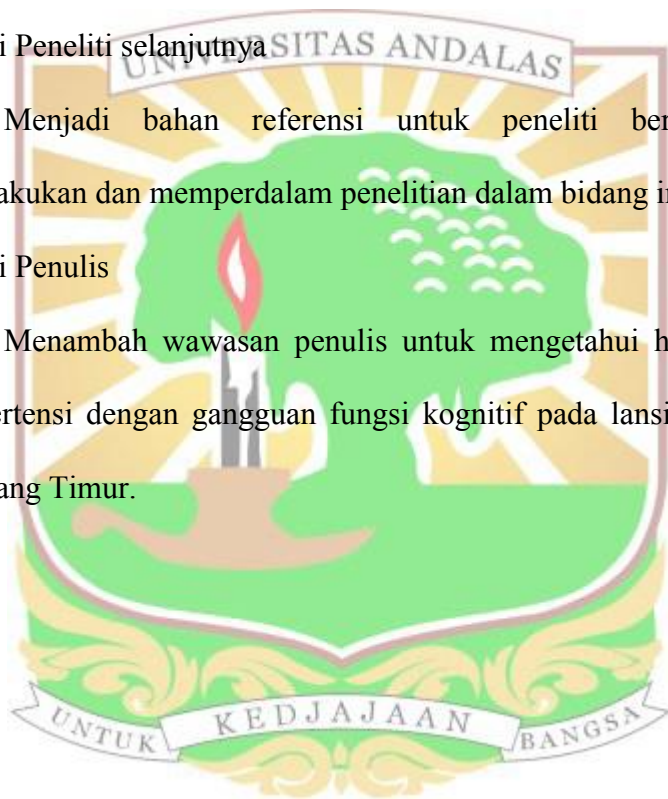 i Peneliti selanjutnya
UNIVERSITAS ANDALAS
Menjadi bahan referensi untuk peneliti ber
akukan dan memperdalam penelitian dalam bidang in
i Penulis
Menambah wawasan penulis untuk mengetahui h
ertensi dengan gangguan fungsi kognitif pada lansi
ang Timur.
UNTUK KEDJAJAAN BANGSA